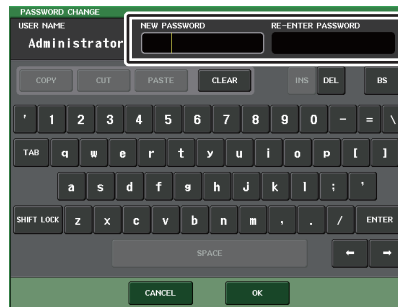 PASSWORD CHANGE
USER NAME NEW PASSWORD RE-ENTER PASSWORD
Administrator
COPY CUT PASTE CLEAR INS DEL BS
' 1 2 3 4 5 6 7 8 9 0 - = \
TAB q w e r t y u i o p [ ]
a s d f g h j k l ; '
SHIFT LOCK z x c v b n m , . / ENTER
SPACE ← →
CANCEL OK